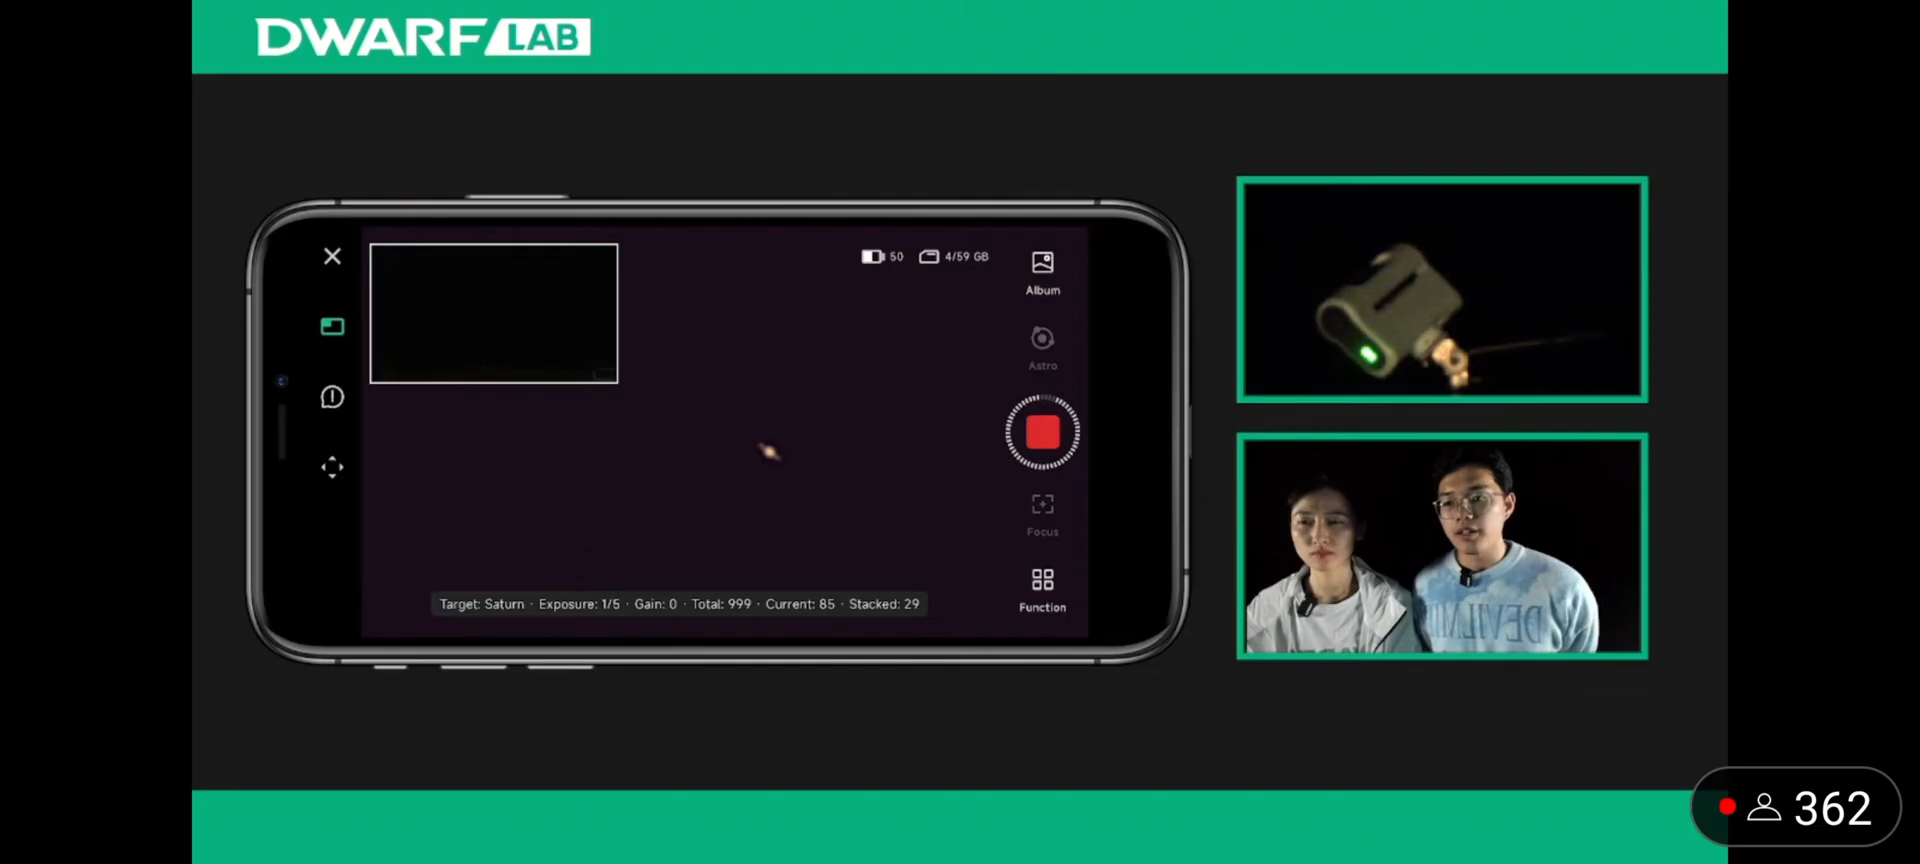 DWARF LAB
50 4/59 GB
Album
Astro
Focus
Function
Target: Saturn · Exposure: 1/5 · Gain: 0 · Total: 999 · Current: 85 · Stacked: 29
362